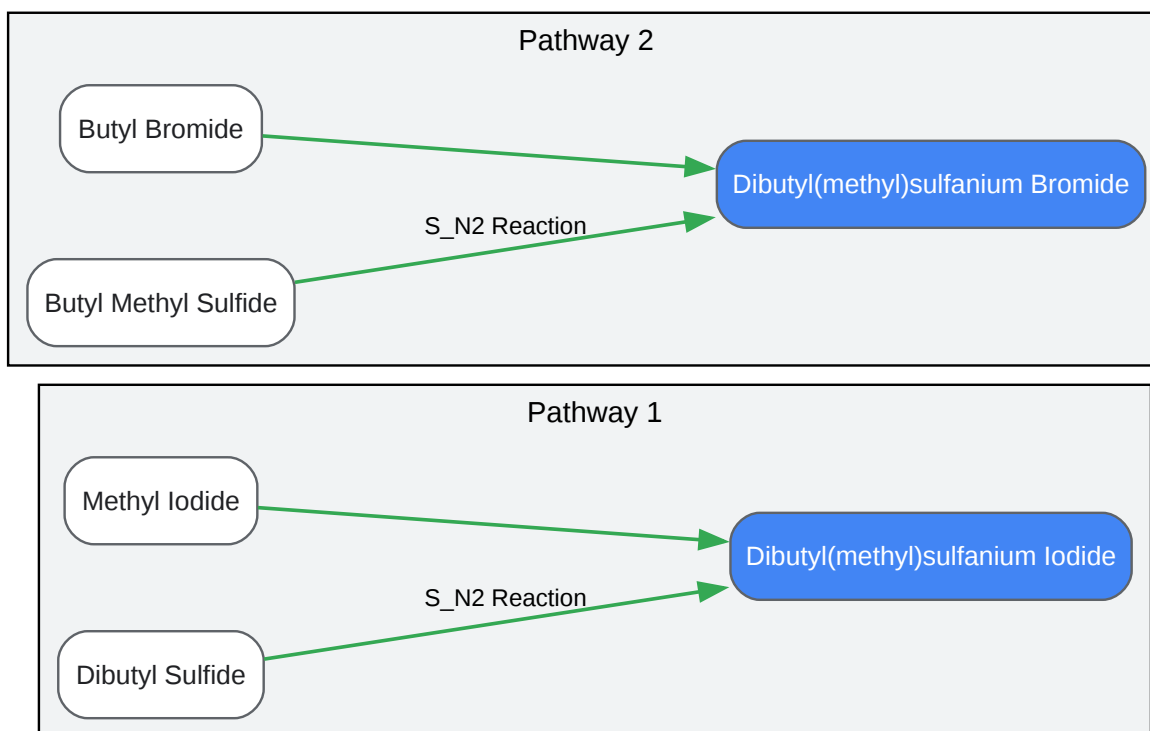 Pathway 2
Butyl Bromide
Dibutyl(methyl)sulfanium Bromide
S_N2 Reaction
Butyl Methyl Sulfide
Pathway 1
Methyl Iodide
Dibutyl(methyl)sulfanium Iodide
S_N2 Reaction
Dibutyl Sulfide